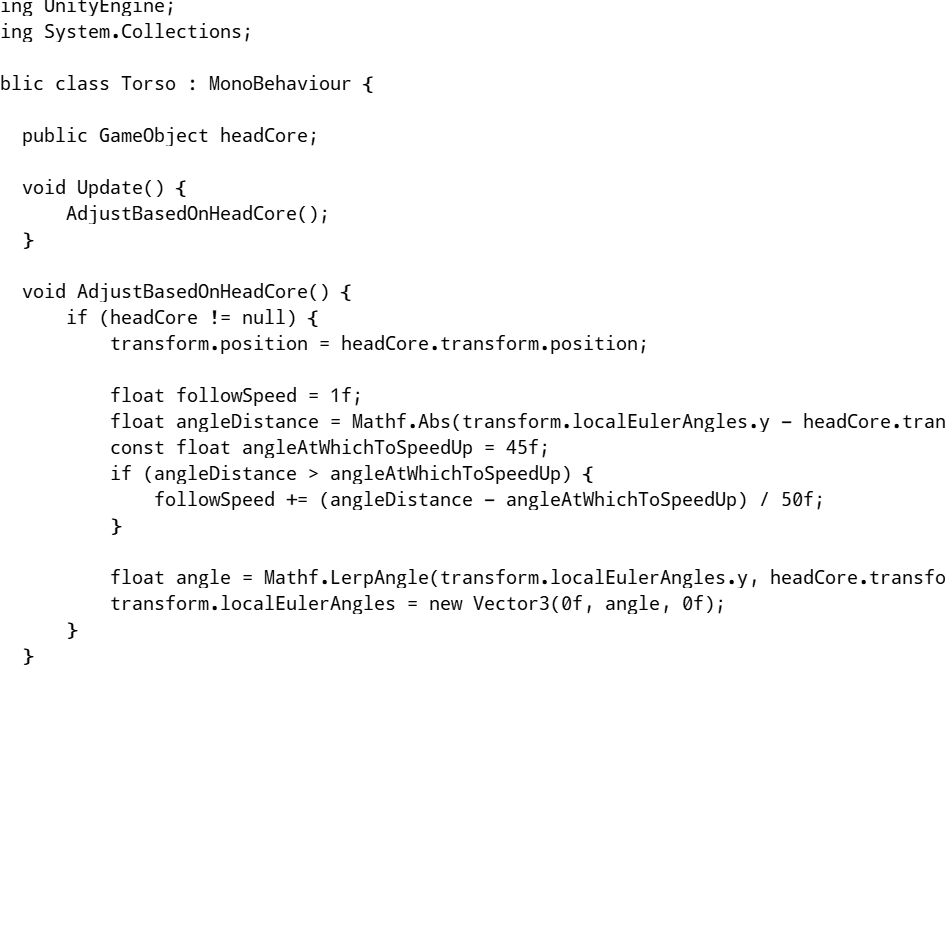 ing UnityEngine;
ing System.Collections;
blic class Torso : MonoBehaviour {
public GameObject headCore;
void Update() {
AdjustBasedOnHeadCore();
}
void AdjustBasedOnHeadCore() {
if (headCore != null) {
transform.position = headCore.transform.position;
float followSpeed = 1f;
float angleDistance = Mathf.Abs(transform.localEulerAngles.y - headCore.tran
const float angleAtWhichToSpeedUp = 45f;
if (angleDistance > angleAtWhichToSpeedUp) {
followSpeed += (angleDistance - angleAtWhichToSpeedUp) / 50f;
}
float angle = Mathf.LerpAngle(transform.localEulerAngles.y, headCore.transfo
transform.localEulerAngles = new Vector3(0f, angle, 0f);
}
}